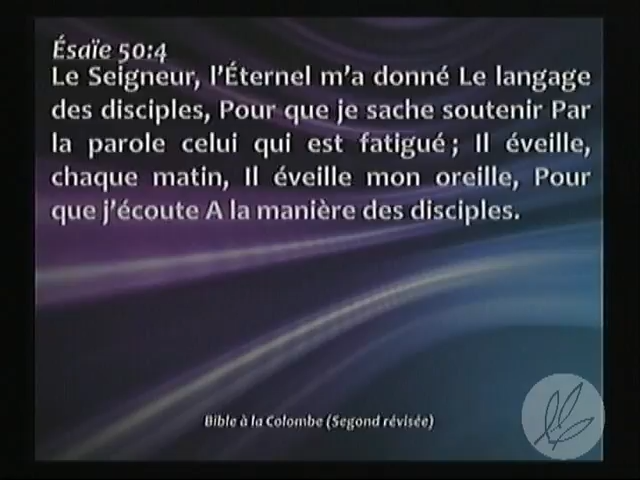 Ésaïe 50:4
Le Seigneur, l'Éternel m'a donné Le langage
des disciples, Pour que je sache soutenir Par
la parole celui qui est fatigué ; Il éveille,
chaque matin, Il éveille mon oreille, Pour
que j'écoute A la manière des disciples.
Bible à la Colombe (Segond révisée)